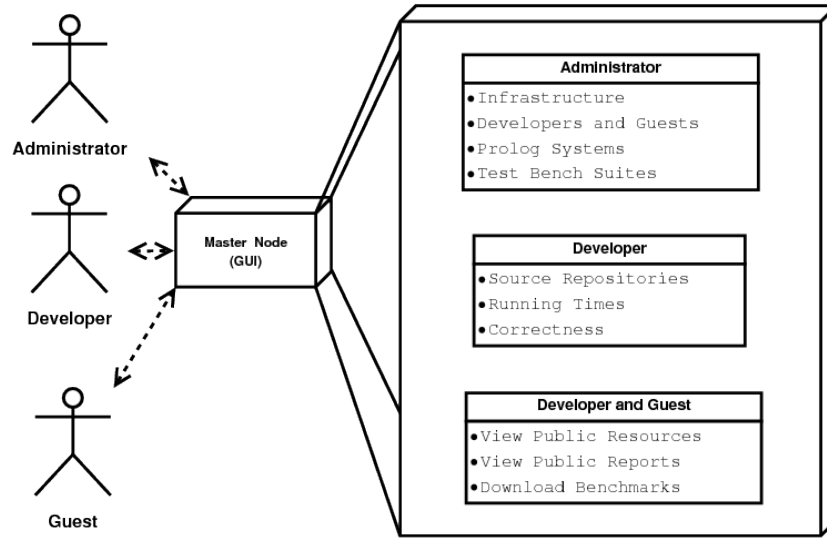 Administrator
Developer
Guest
Master Node
(GUI)
Administrator
•Infrastructure
•Developers and Guests
•Prolog Systems
•Test Bench Suites
Developer
•Source Repositories
•Running Times
•Correctness
Developer and Guest
•View Public Resources
•View Public Reports
•Download Benchmarks